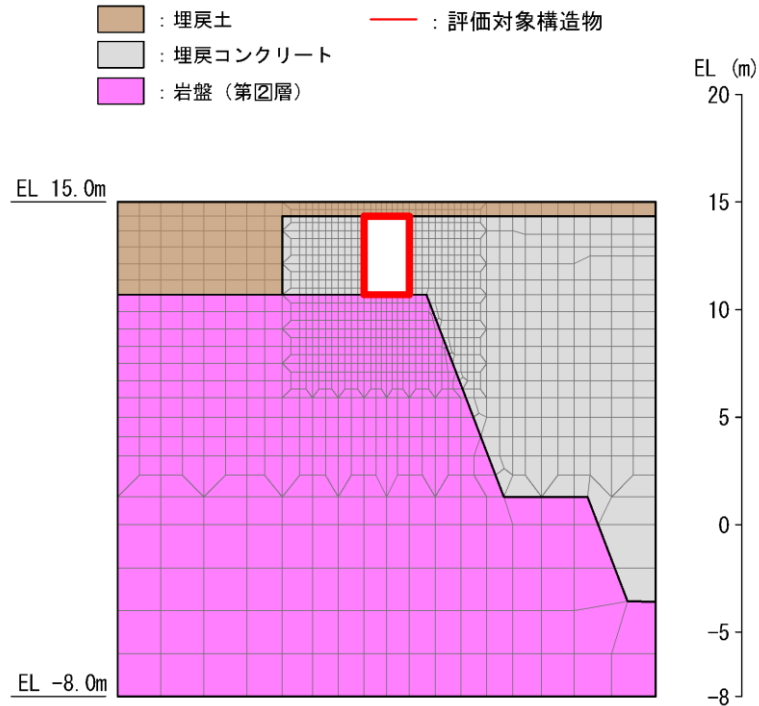 ：埋戻土
：評価対象構造物
：埋戻コンクリート
：岩盤（第②層）
EL (m)
20
EL 15.0m
15
10
5
0
-5
EL -8.0m
-8